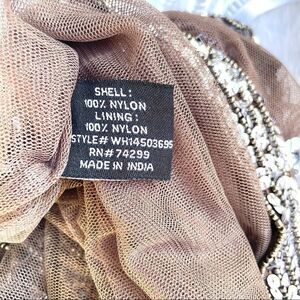 SHELL:
100% NYLON
LINING:
100% NYLON
STYLE# WH14503695
RN# 74299
MADE IN INDIA